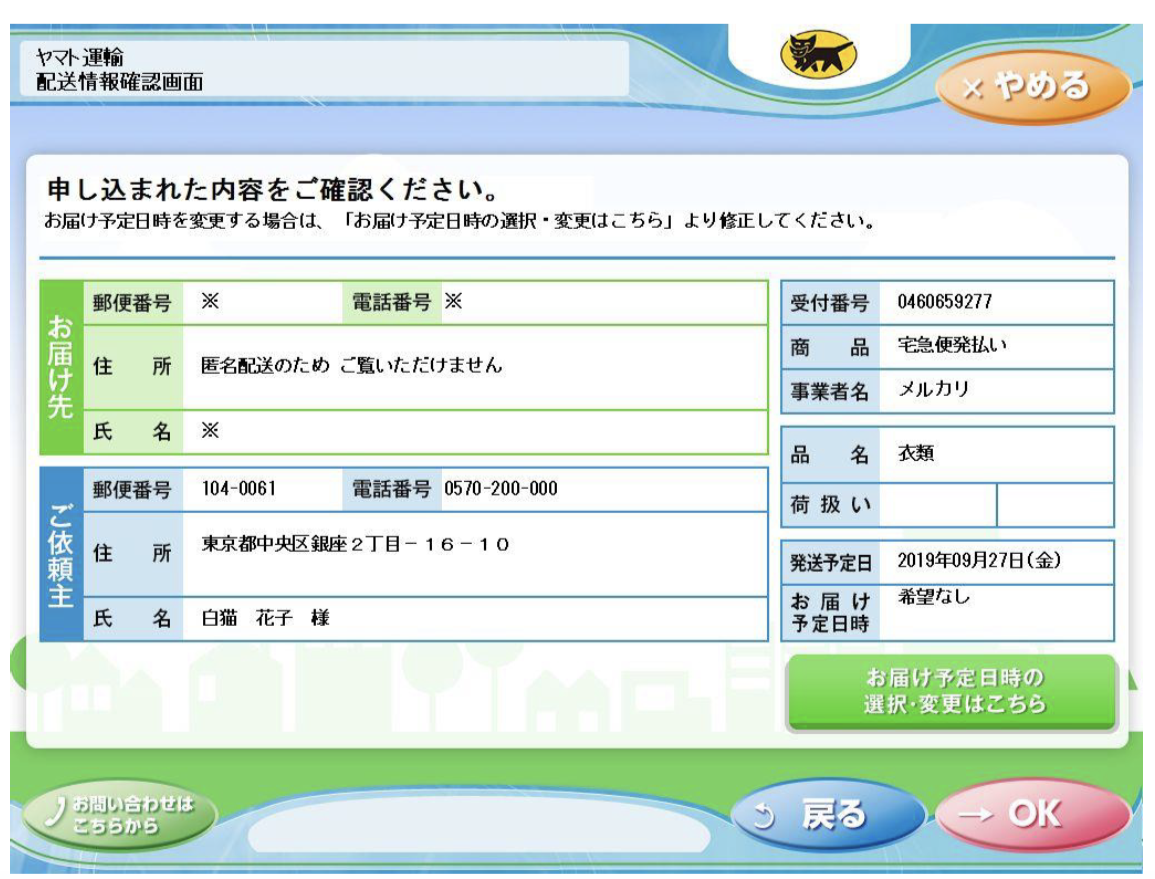 ヤマト運輸
配送情報確認画面
× やめる
申し込まれた内容をご確認ください。
お届け予定日時を変更する場合は、「お届け予定日時の選択・変更はこちら」より修正してください。
お届け先
郵便番号 ※ 電話番号 ※
住所 匿名配送のため ご覧いただけません
氏名 ※
ご依頼主
郵便番号 104-0061 電話番号 0570-200-000
住所 東京都中央区銀座2丁目-16-10
氏名 白猫 花子 様
受付番号 0460659277
商品 宅急便発払い
事業者名 メルカリ
品名 衣類
荷扱い
発送予定日 2019年09月27日(金)
お届け
予定日時 希望なし
お届け予定日時の
選択・変更はこちら
お問い合わせは
こちらから
戻る
→ OK